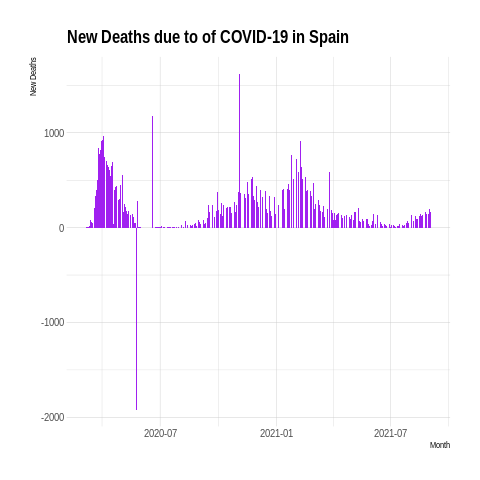 New Deaths due to of COVID-19 in Spain
New Deaths
1000
0
-1000
-2000
2020-07
2021-01
2021-07
Month